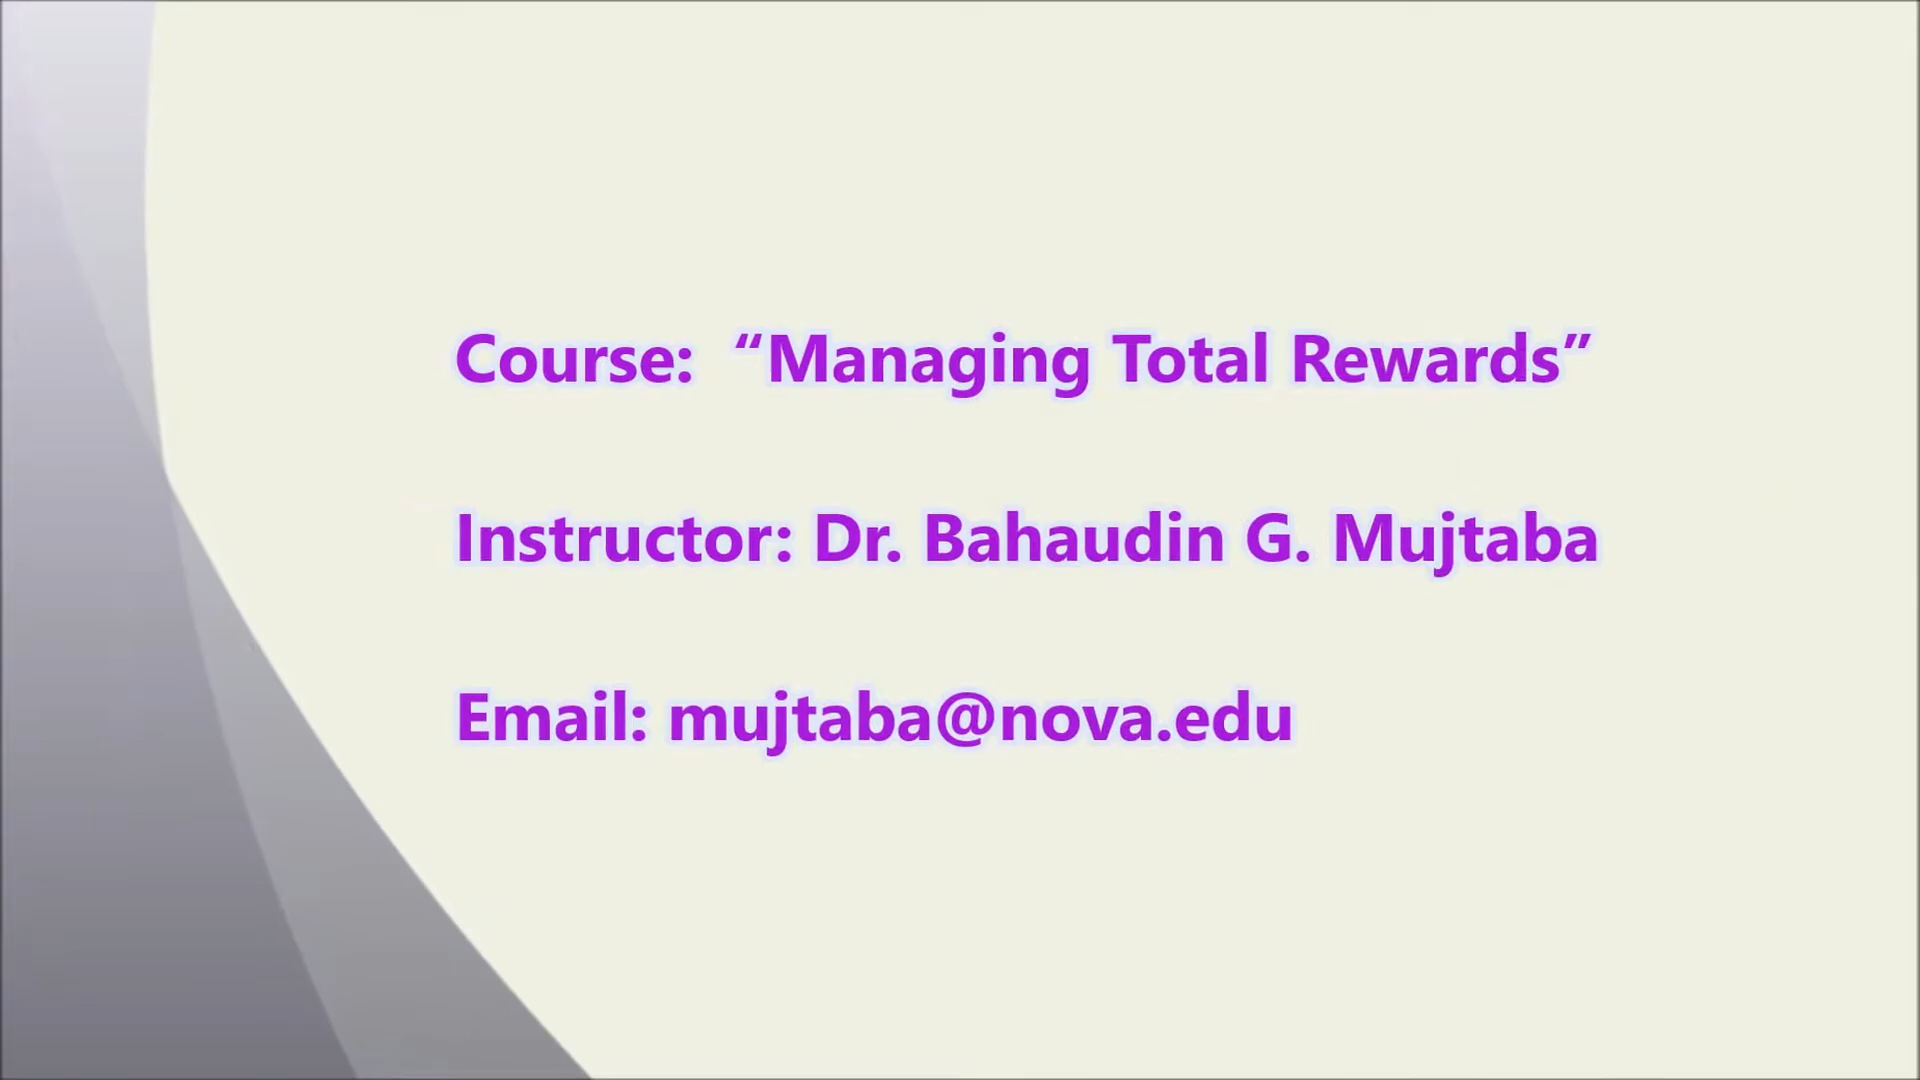 Course:  “Managing Total Rewards”
Instructor: Dr. Bahaudin G. Mujtaba
Email: mujtaba@nova.edu